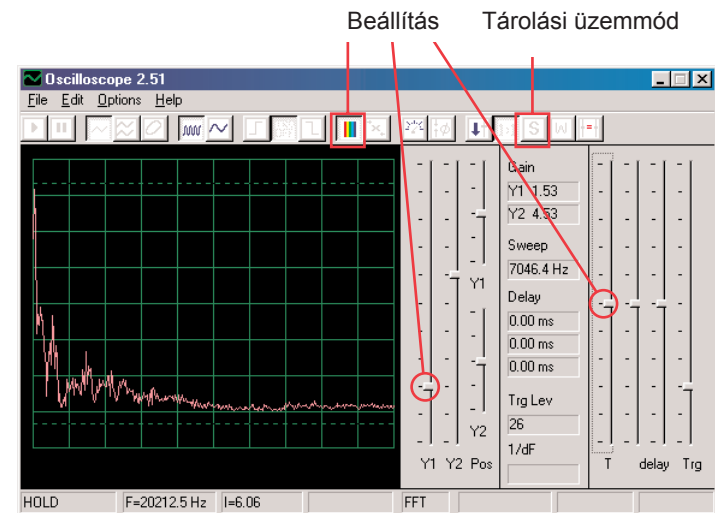 Beállítás Tárolási üzemmód
Oscilloscope 2.51
File Edit Options Help
Gain
Y1 1.53
Y2 4.53
Sweep
7046.4 Hz
Delay
0.00 ms
0.00 ms
0.00 ms
Trg Lev
26
1/dF
Y1
Y2
Y1 Y2 Pos
T delay Trg
HOLD F=20212.5 Hz I=6.06 FFT